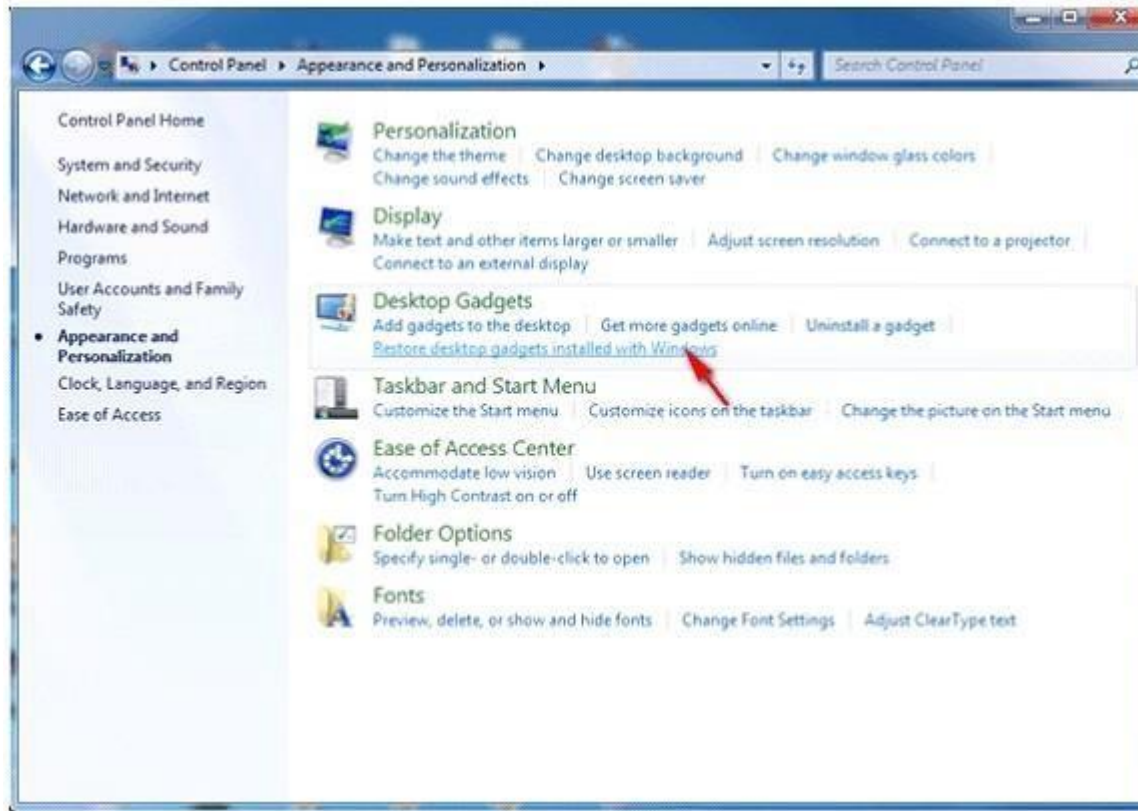 Control Panel ▸ Appearance and Personalization ▸
Search Control Panel
Control Panel Home
System and Security
Network and Internet
Hardware and Sound
Programs
User Accounts and Family
Safety
Appearance and
Personalization
Clock, Language, and Region
Ease of Access
Personalization
Change the theme | Change desktop background | Change window glass colors
Change sound effects | Change screen saver
Display
Make text and other items larger or smaller | Adjust screen resolution | Connect to a projector
Connect to an external display
Desktop Gadgets
Add gadgets to the desktop | Get more gadgets online | Uninstall a gadget
Restore desktop gadgets installed with Windows
Taskbar and Start Menu
Customize the Start menu | Customize icons on the taskbar | Change the picture on the Start menu
Ease of Access Center
Accommodate low vision | Use screen reader | Turn on easy access keys
Turn High Contrast on or off
Folder Options
Specify single- or double-click to open | Show hidden files and folders
Fonts
Preview, delete, or show and hide fonts | Change Font Settings | Adjust ClearType text